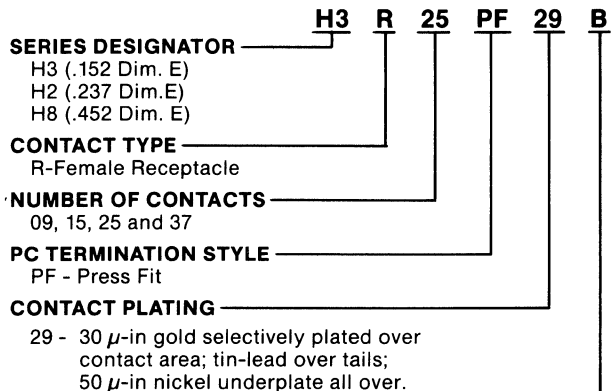 H3 R 25 PF 29 B
SERIES DESIGNATOR
H3 (.152 Dim. E)
H2 (.237 Dim.E)
H8 (.452 Dim. E)
CONTACT TYPE
R-Female Receptacle
NUMBER OF CONTACTS
09, 15, 25 and 37
PC TERMINATION STYLE
PF - Press Fit
CONTACT PLATING
29 - 30 μ-in gold selectively plated over
contact area; tin-lead over tails;
50 μ-in nickel underplate all over.